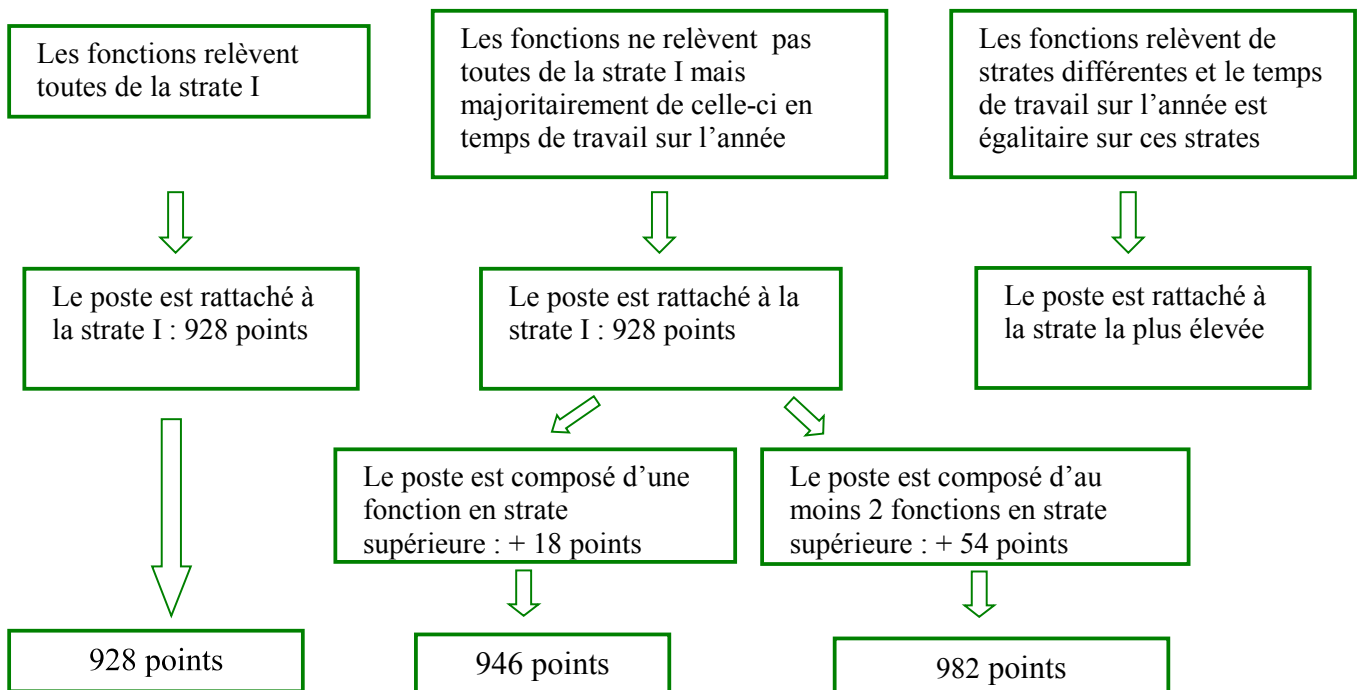 Les fonctions relèvent
toutes de la strate I
Les fonctions ne relèvent pas
toutes de la strate I mais
majoritairement de celle-ci en
temps de travail sur l’année
Les fonctions relèvent de
strates différentes et le temps
de travail sur l’année est
égalitaire sur ces strates
Le poste est rattaché à
la strate I : 928 points
Le poste est rattaché à la
strate I : 928 points
Le poste est rattaché à
la strate la plus élevée
Le poste est composé d’une
fonction en strate
supérieure : + 18 points
Le poste est composé d’au
moins 2 fonctions en strate
supérieure : + 54 points
928 points
946 points
982 points